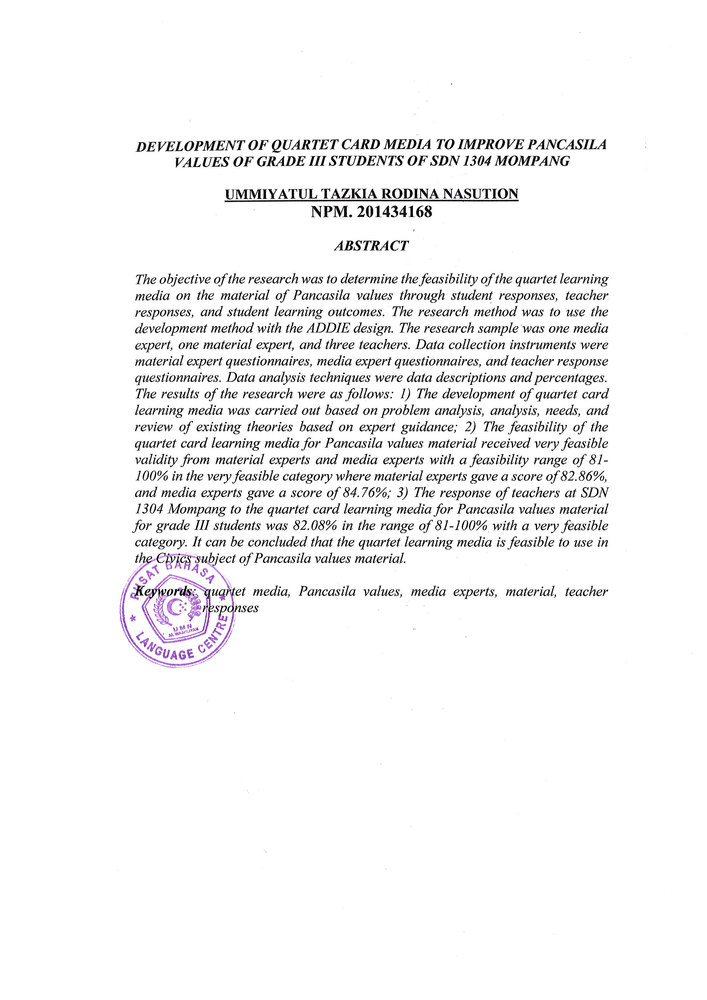 DEVELOPMENT OF QUARTET CARD MEDIA TO IMPROVE PANCASILA
VALUES OF GRADE III STUDENTS OF SDN 1304 MOMPANG
UMMIYATUL TAZKIA RODINA NASUTION
NPM. 201434168
ABSTRACT
The objective of the research was to determine the feasibility of the quartet learning
media on the material of Pancasila values through student responses, teacher
responses, and student learning outcomes. The research method was to use the
development method with the ADDIE design. The research sample was one media
expert, one material expert, and three teachers. Data collection instruments were
material expert questionnaires, media expert questionnaires, and teacher response
questionnaires. Data analysis techniques were data descriptions and percentages.
The results of the research were as follows: 1) The development of quartet card
learning media was carried out based on problem analysis, analysis, needs, and
review of existing theories based on expert guidance; 2) The feasibility of the
quartet card learning media for Pancasila values material received very feasible
validity from material experts and media experts with a feasibility range of 81-
100% in the very feasible category where material experts gave a score of 82.86%,
and media experts gave a score of 84.76%; 3) The response of teachers at SDN
1304 Mompang to the quartet card learning media for Pancasila values material
for grade III students was 82.08% in the range of 81-100% with a very feasible
category. It can be concluded that the quartet learning media is feasible to use in
the Civics subject of Pancasila values material.
Keywords: quartet media, Pancasila values, media experts, material, teacher
responses
PUSAT BAHASA
UMN
AL WASHLIYAH
LANGUAGE CENTRE